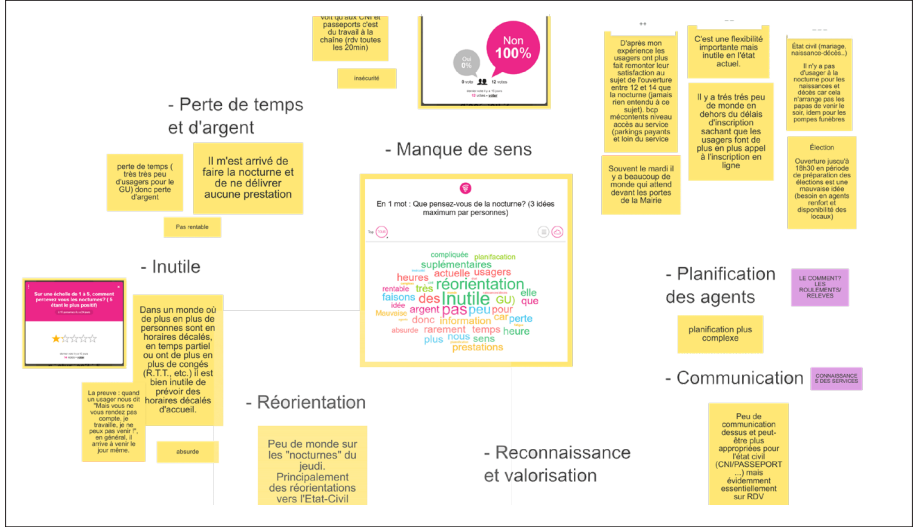 voit qu'aux CNI et
passeports c'est
du travail à la
chaîne (rdv toutes
les 20min)
insécurité
Oui
0%
Non
100%
0 vote
12 votes
- Perte de temps
et d'argent
perte de temps (
très très peu
d'usagers pour le
GU) donc perte
d'argent
Il m'est arrivé de
faire la nocturne et
de ne délivrer
aucune prestation
Pas rentable
- Manque de sens
En 1 mot : Que pensez-vous de la nocturne? (3 idées
maximum par personnes)
compliquée planification
suplémentaires
heures actuelle usagers
rentable très réorientation
faisons des Inutile GU) elle que
idée
Mauvaise argent pas peu pour
donc information car perte
absurde rarement temps heure
plus nous sens
prestations
D'après mon
expérience les
usagers ont plus
fait remonter leur
satisfaction au
sujet de l'ouverture
entre 12 et 14 que
la nocturne (jamais
rien entendu à ce
sujet). bcp
mécontents niveau
accès au service
(parkings payants
et loin du service
Souvent le mardi il
y a beaucoup de
monde qui attend
devant les portes
de la Mairie
C'est une flexibilité
importante mais
inutile en l'état
actuel.
Il y a trés trés peu
de monde en
dehors du délais
d'inscription
sachant que les
usagers font de
plus en plus appel
à l'inscription en
ligne
État civil (mariage,
naissance-décès...)
Il n'y a pas
d'usager à la
nocturne pour les
naissances et
décès car cela
n'arrange pas les
papas de venir le
soir, idem pour les
pompes funèbres
Élection
Ouverture jusqu'à
18h30 en période
de préparation des
élections est une
mauvaise idée
(besoin en agents
renfort et
disponibilité des
locaux)
- Inutile
Sur une échelle de 1 à 5, comment
percevez vous les nocturnes? ( 5
étant le plus positif)
Dans un monde où
de plus en plus de
personnes sont en
horaires décalés,
en temps partiel
ou ont de plus en
plus de congés
(R.T.T., etc.) il est
bien inutile de
prévoir des
horaires décalés
d'accueil.
La preuve : quand
un usager nous dit
"Mais vous ne
vous rendez pas
compte, je
travaille, je ne
peux pas venir !",
en général, il
arrive à venir le
jour même.
absurde
- Réorientation
Peu de monde sur
les "nocturnes" du
jeudi.
Principalement
des réorientations
vers l'Etat-Civil
- Reconnaissance
et valorisation
- Planification
des agents
LE COMMENT?
LES
ROULEMENTS/
RELÈVES
planification plus
complexe
- Communication
CONNAISSANCE
E DES SERVICES
Peu de
communication
dessus et peut-
être plus
appropriées pour
l'état civil
(CNI/PASSEPORT
...) mais
évidemment
essentiellement
sur RDV